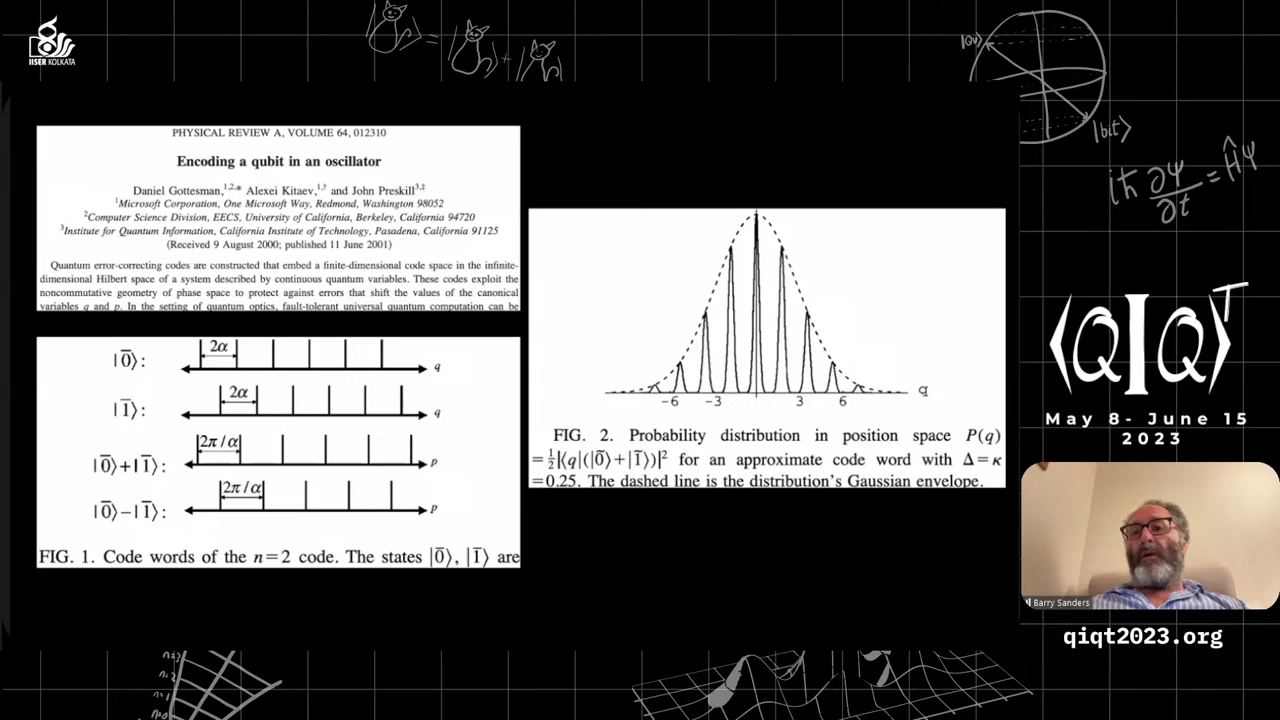 IISER KOLKATA
|bit⟩
iħ ∂ψ/∂t = Ĥψ
PHYSICAL REVIEW A, VOLUME 64, 012310
Encoding a qubit in an oscillator
Daniel Gottesman,1,2,* Alexei Kitaev,1,† and John Preskill3,‡
1Microsoft Corporation, One Microsoft Way, Redmond, Washington 98052
2Computer Science Division, EECS, University of California, Berkeley, California 94720
3Institute for Quantum Information, California Institute of Technology, Pasadena, California 91125
(Received 9 August 2000; published 11 June 2001)
Quantum error-correcting codes are constructed that embed a finite-dimensional code space in the infinite-
dimensional Hilbert space of a system described by continuous quantum variables. These codes exploit the
noncommutative geometry of phase space to protect against errors that shift the values of the canonical
variables q and p. In the setting of quantum optics, fault-tolerant universal quantum computation can be
|0̄⟩: 2α q
|1̄⟩: 2α q
|0̄⟩+|1̄⟩: 2π/α p
|0̄⟩−|1̄⟩: 2π/α p
FIG. 1. Code words of the n=2 code. The states |0̄⟩, |1̄⟩ are
-6 -3 3 6 q
FIG. 2. Probability distribution in position space P(q)
=½|⟨q|(|0̃⟩+|1̃⟩)|² for an approximate code word with Δ=κ
=0.25. The dashed line is the distribution's Gaussian envelope.
⟨Q|Q⟩T
May 8- June 15
2023
Barry Sanders
qiqt2023.org
n=2
n=1
n=0